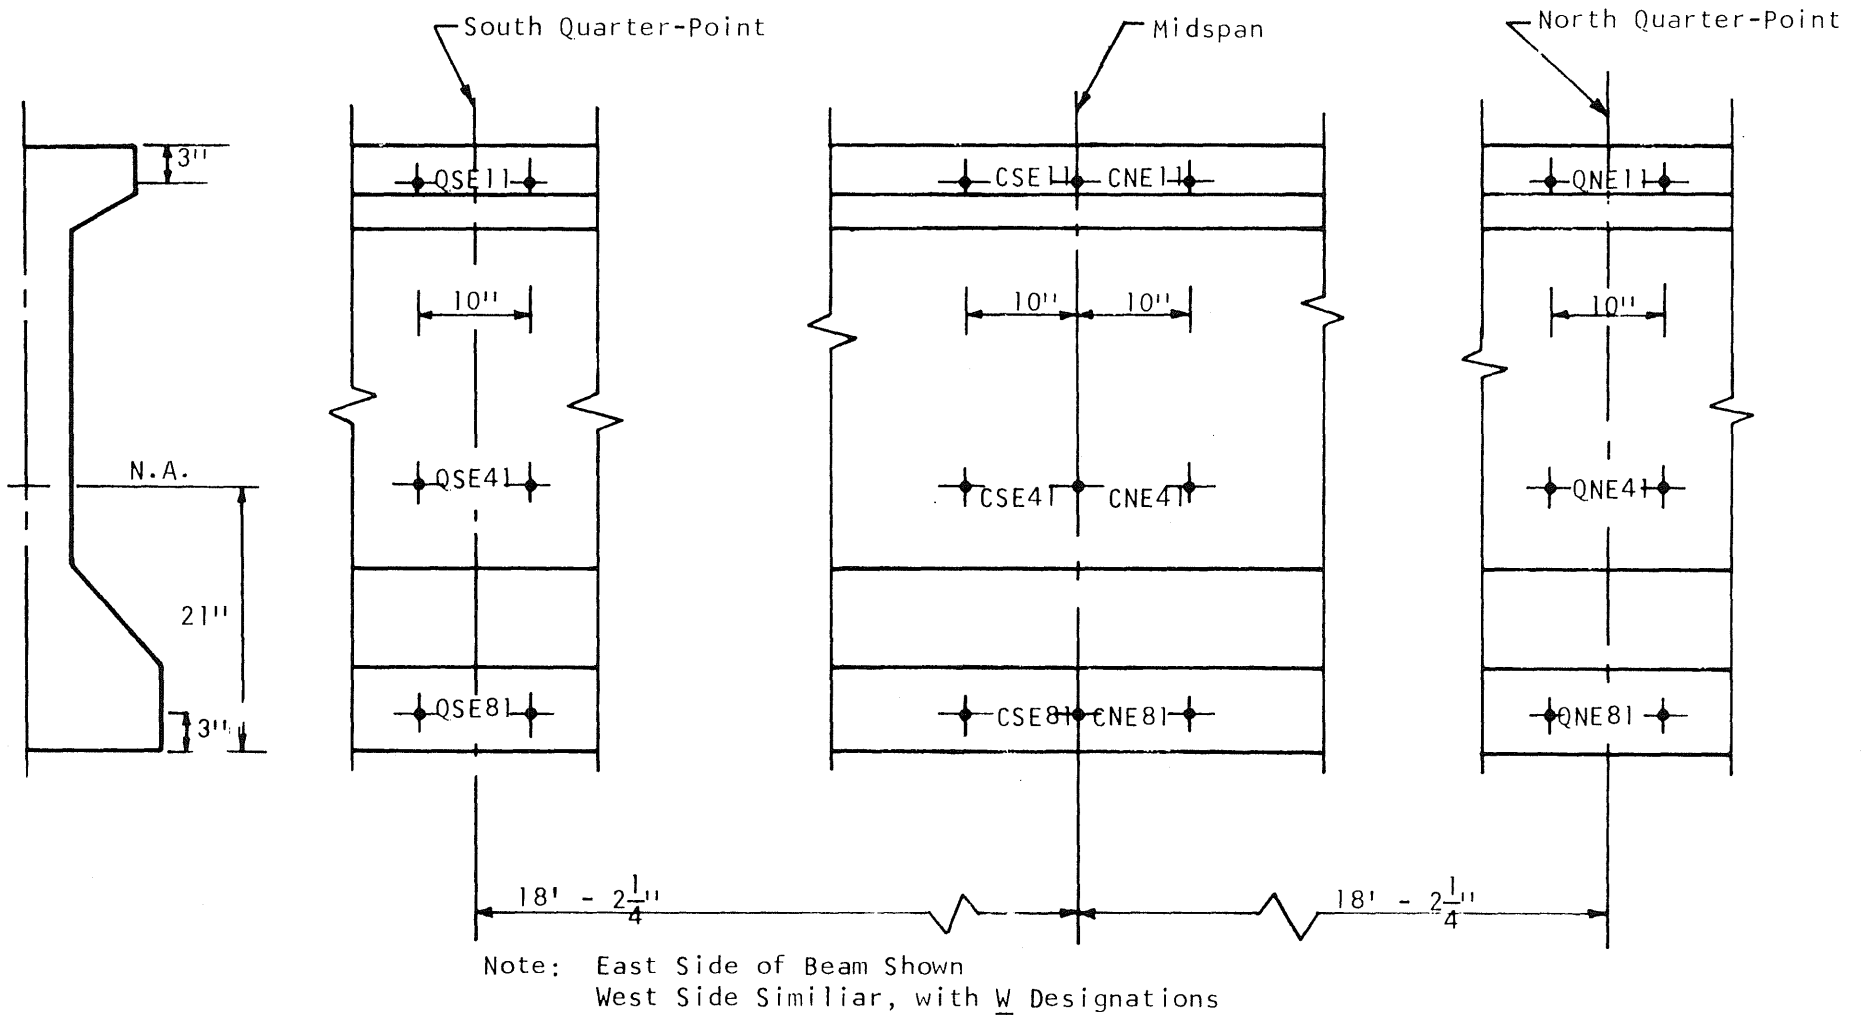 South Quarter-Point
Midspan
North Quarter-Point
3"
QSE11
CSE11
CNE11
QNE11
10"
10"
10"
10"
N.A.
QSE41
CSE41
CNE41
QNE41
21"
3"
QSE81
CSE81
CNE81
QNE81
18' - 2 1/4"
18' - 2 1/4"
Note: East Side of Beam Shown
West Side Similiar, with W Designations